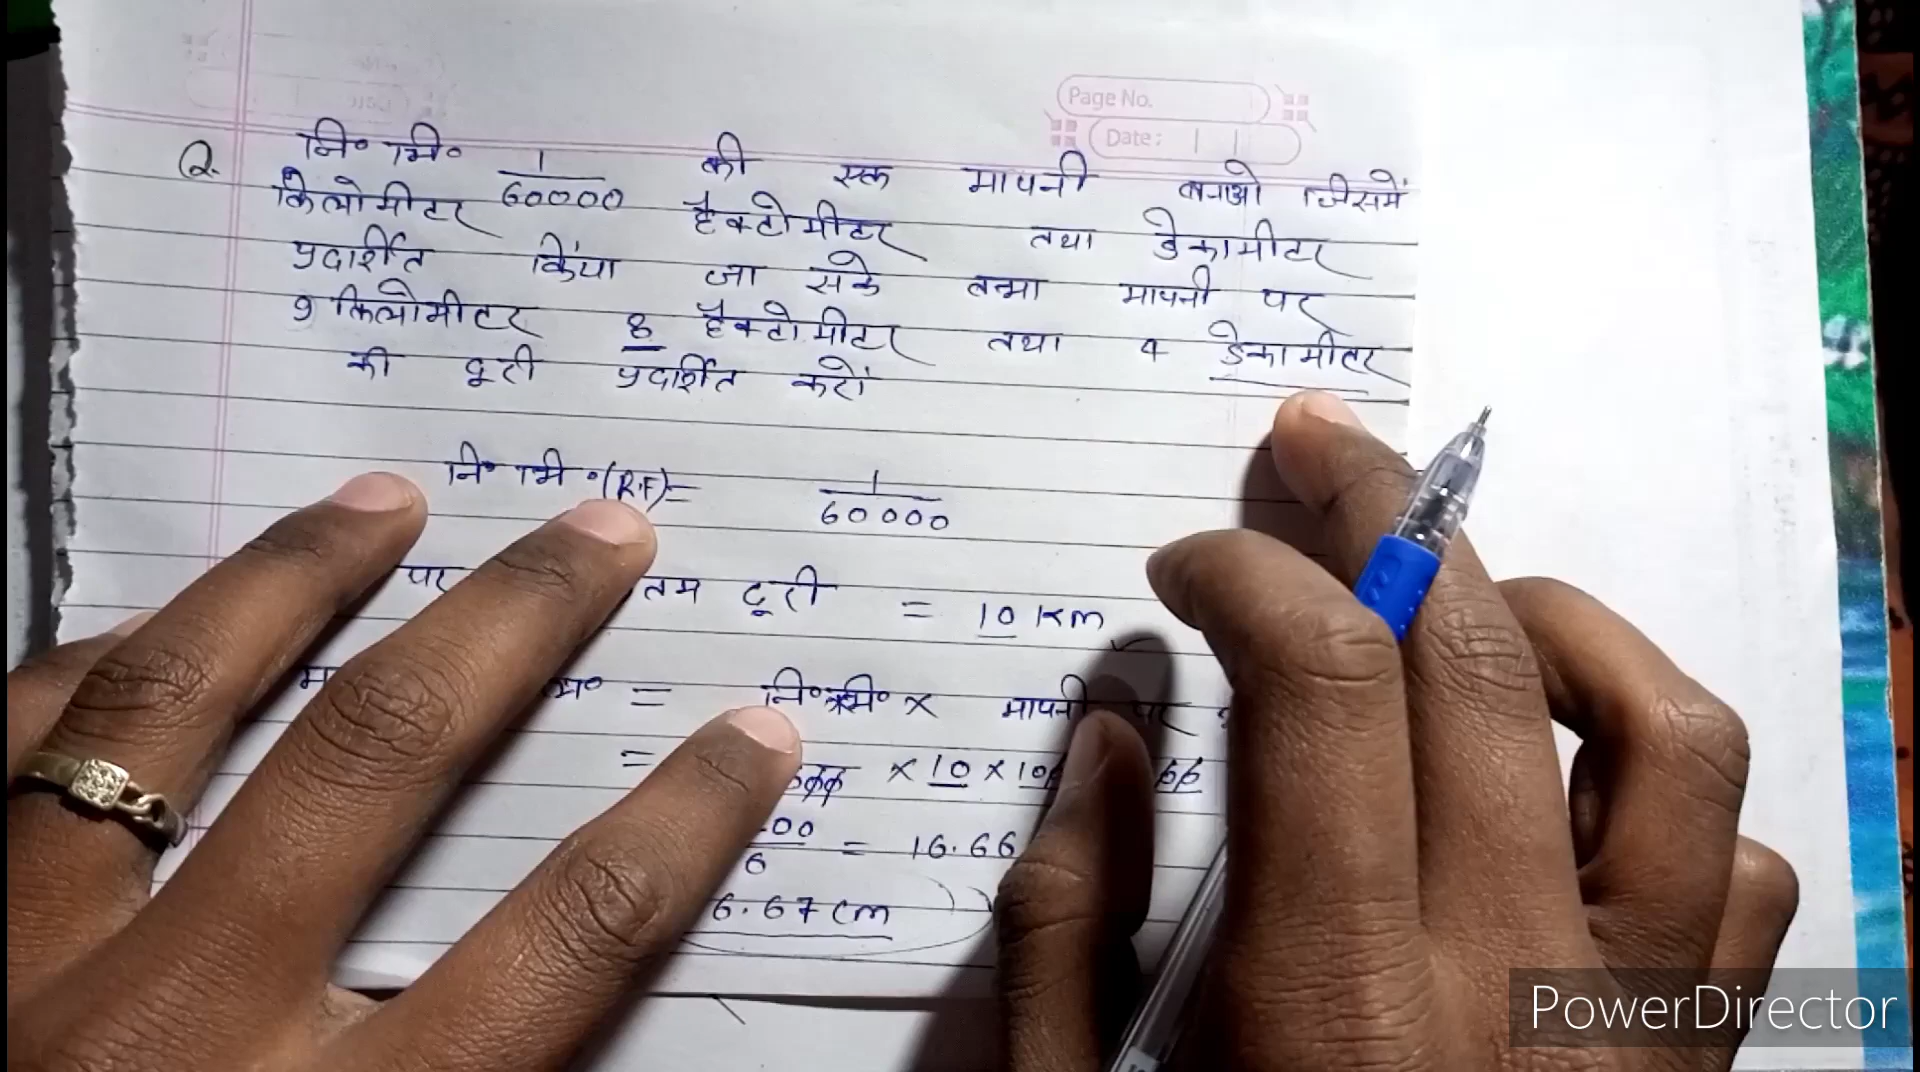 Page No.
Date:
Q. नि॰ भि॰ 1/60000 की एक मापनी बनाओ जिसमें
किलोमीटर हैक्टोमीटर तथा डेकामीटर
प्रदर्शित किया जा सके तथा मापनी पर
9 किलोमीटर 8 हैक्टोमीटर तथा 4 डेकामीटर
की दूरी प्रदर्शित करों
नि॰ भि॰ (R.F) = 1/60000
पर तम दूरी = 10 Km
= नि॰ भि॰ × मापनी पर
= × 10 ×
6 = 16.66
6.67 cm
PowerDirector